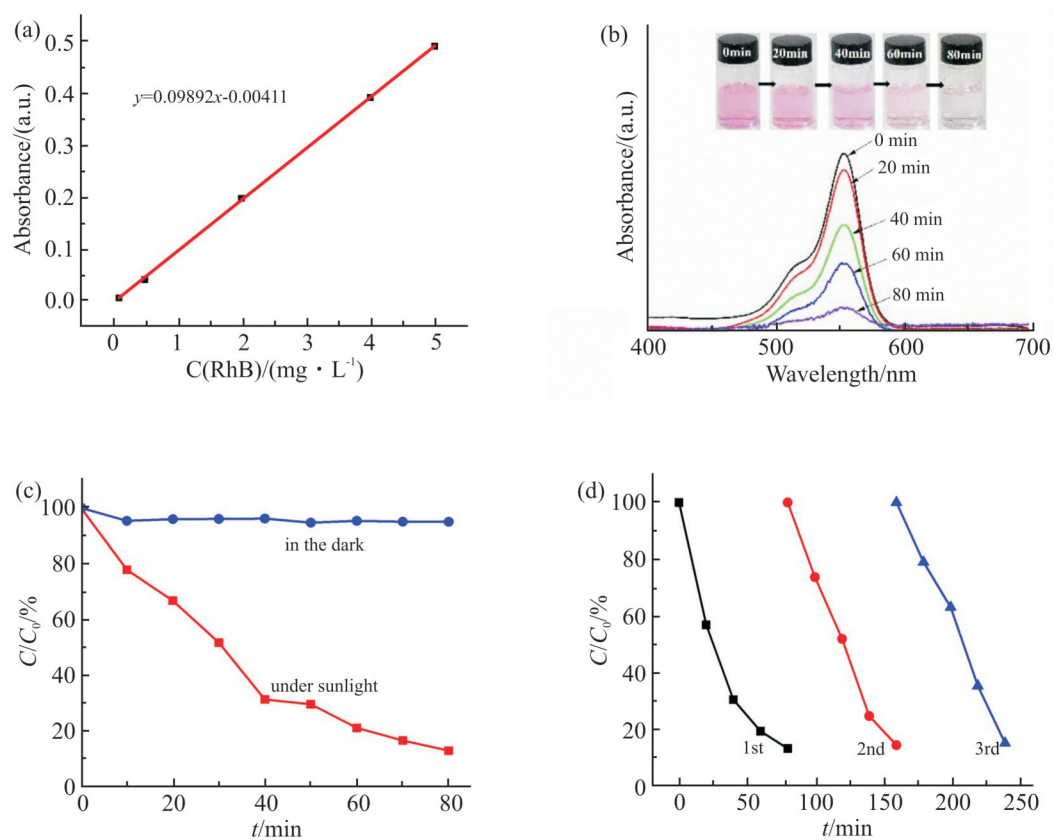 (a)
0.5
0.4
0.3
0.2
0.1
0.0
Absorbance/(a.u.)
y=0.09892x-0.00411
0 1 2 3 4 5
C(RhB)/(mg · L⁻¹)
(b)
0min 20min 40min 60min 80min
Absorbance/(a.u.)
0 min
20 min
40 min
60 min
80 min
400 500 600 700
Wavelength/nm
(c)
100
80
60
40
20
0
C/C₀/%
in the dark
under sunlight
0 20 40 60 80
t/min
(d)
100
80
60
40
20
0
C/C₀/%
1st 2nd 3rd
0 50 100 150 200 250
t/min